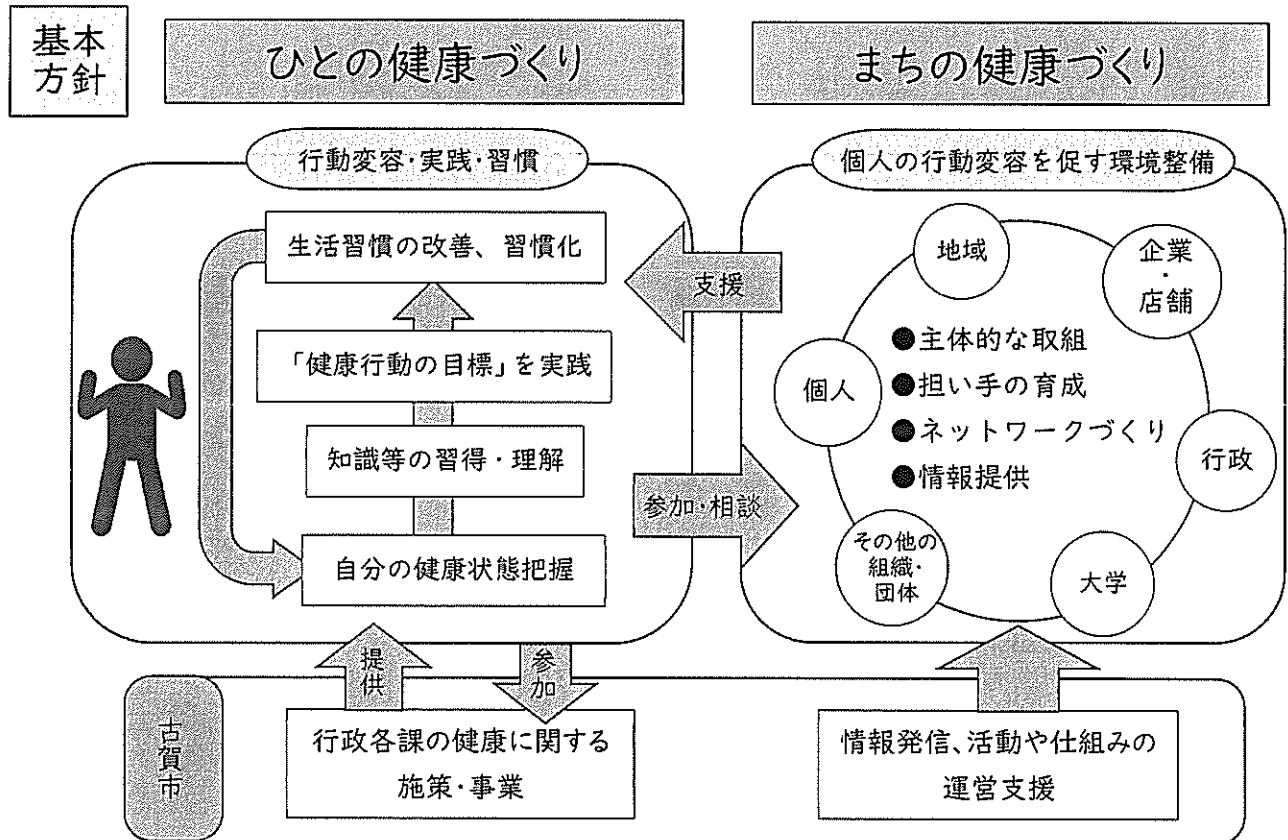 基本
方針
ひとの健康づくり
まちの健康づくり
行動変容・実践・習慣
生活習慣の改善、習慣化
「健康行動の目標」を実践
知識等の習得・理解
自分の健康状態把握
支援
参加・相談
個人の行動変容を促す環境整備
地域
企業
・
店舗
個人
●主体的な取組
●担い手の育成
●ネットワークづくり
●情報提供
行政
その他の
組織・
団体
大学
提供
参加
古賀市
行政各課の健康に関する
施策・事業
情報発信、活動や仕組みの
運営支援